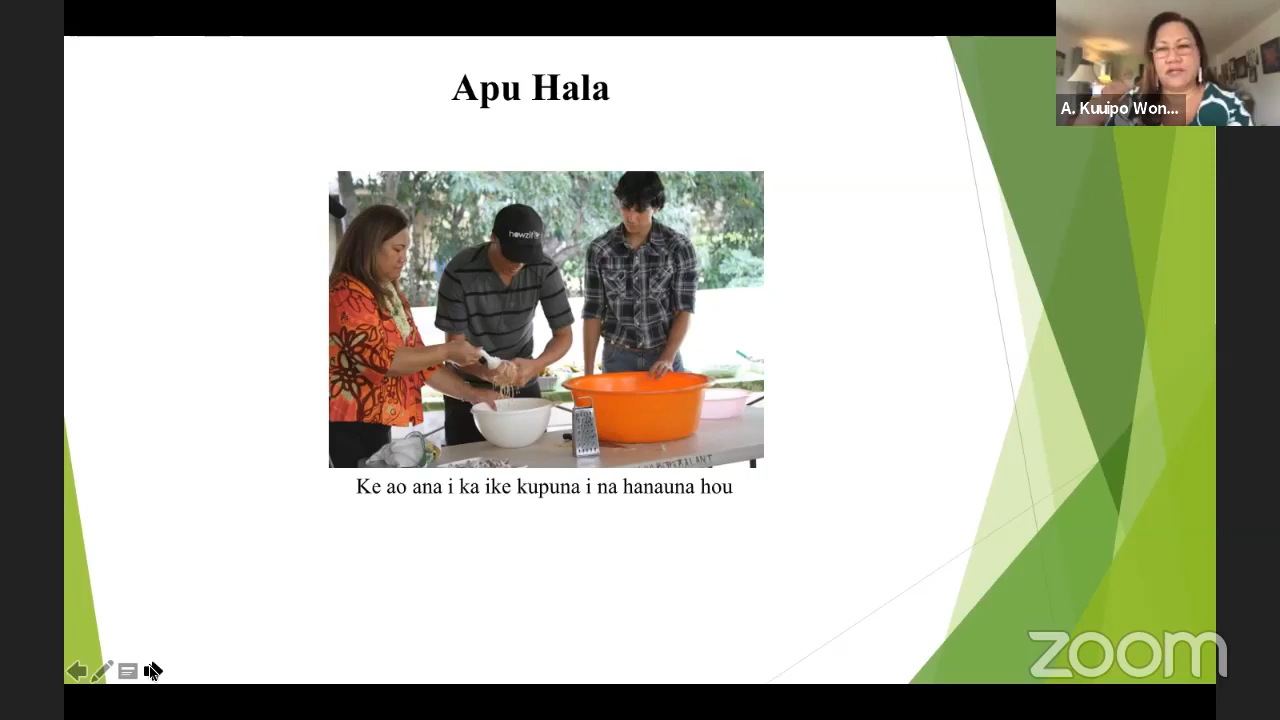 Apu Hala
A. Kuuipo Won...
howzit
Ke ao ana i ka ike kupuna i na hanauna hou
zoom